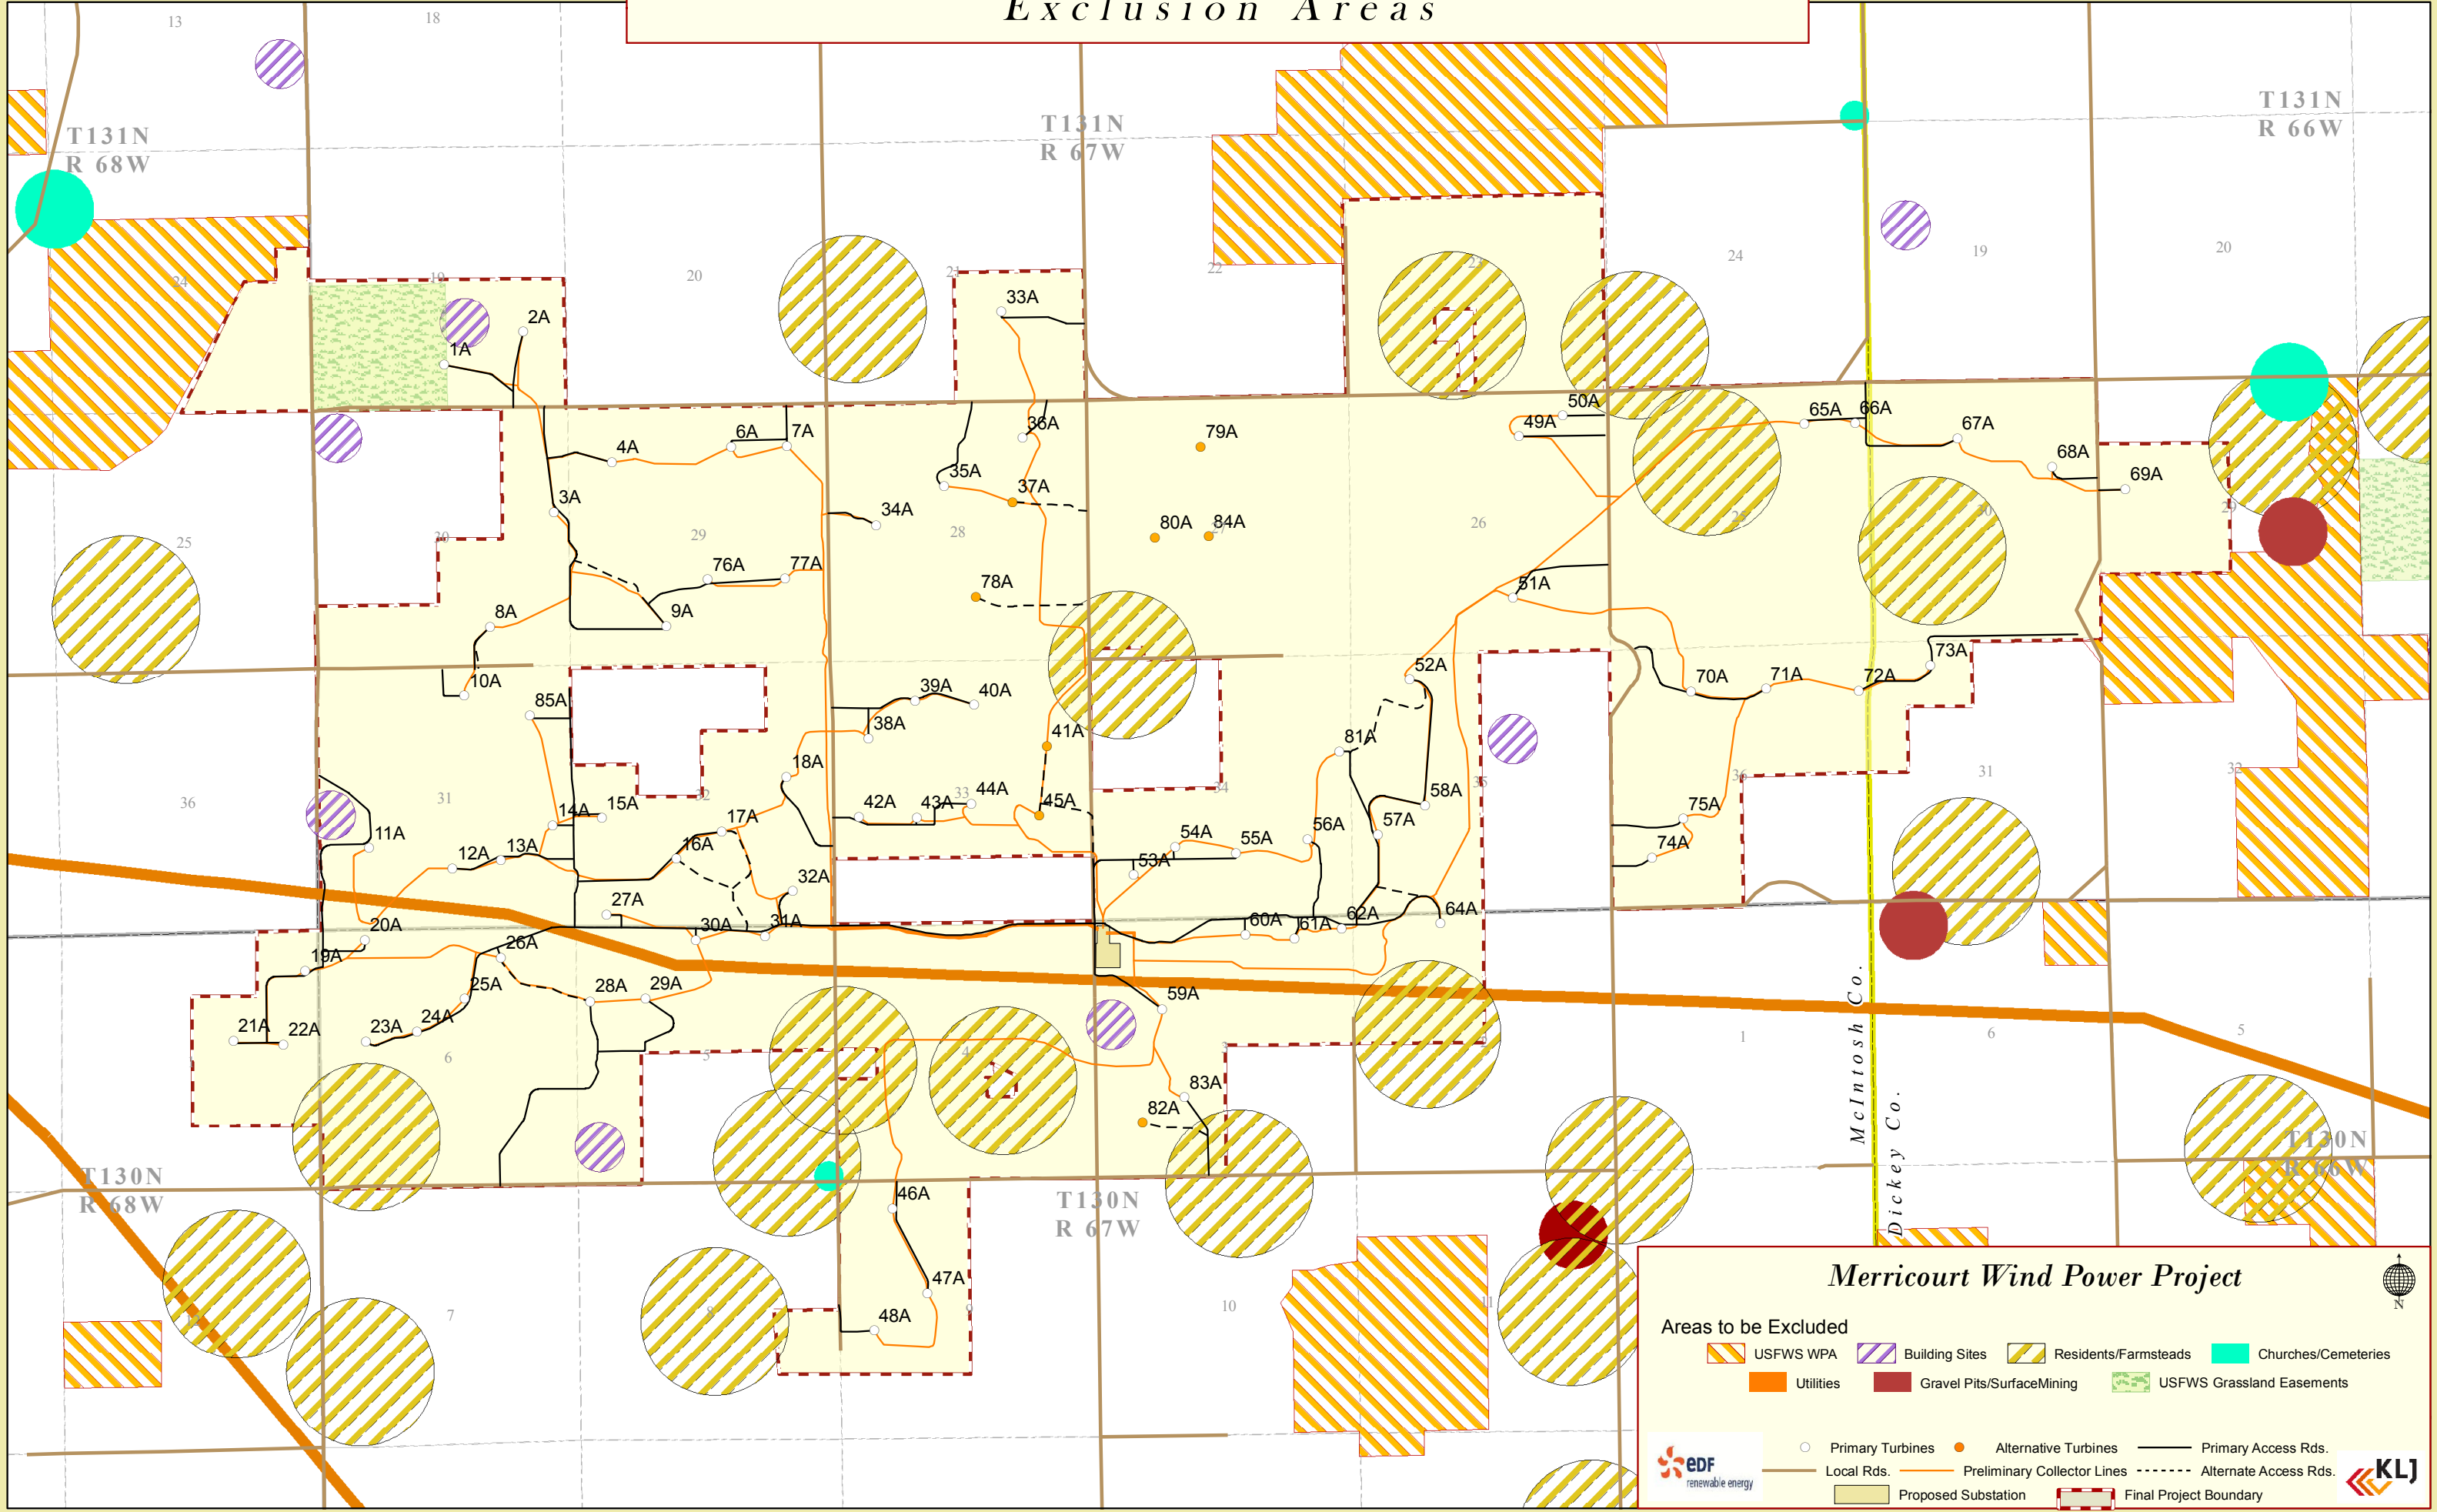 Exclusion Areas
13
18
T131N
R 68W
T131N
R 67W
T131N
R 66W
24
19
20
21
22
23
24
19
20
33A
2A
1A
50A
49A
65A
66A
67A
68A
69A
4A
6A
7A
36A
79A
35A
37A
3A
34A
80A
84A
27
25
30
29
28
26
25
30
29
76A
77A
78A
51A
8A
9A
10A
85A
39A
40A
38A
41A
52A
70A
71A
72A
73A
81A
18A
36
31
32
33
34
35
36
31
32
14A
15A
42A
43A
44A
45A
58A
57A
75A
74A
11A
12A
13A
17A
16A
54A
55A
56A
53A
32A
27A
20A
30A
31A
60A
61A
62A
64A
19A
26A
25A
28A
29A
59A
21A
22A
23A
24A
6
5
4
3
1
6
5
83A
82A
McIntosh Co.
Dickey Co.
T130N
R 68W
T130N
R 67W
T130N
R 66W
46A
47A
48A
7
8
9
10
11
Merricourt Wind Power Project
N
Areas to be Excluded
USFWS WPA
Building Sites
Residents/Farmsteads
Churches/Cemeteries
Utilities
Gravel Pits/SurfaceMining
USFWS Grassland Easements
Primary Turbines
Alternative Turbines
Primary Access Rds.
Local Rds.
Preliminary Collector Lines
Alternate Access Rds.
Proposed Substation
Final Project Boundary
edf
renewable energy
KLJ